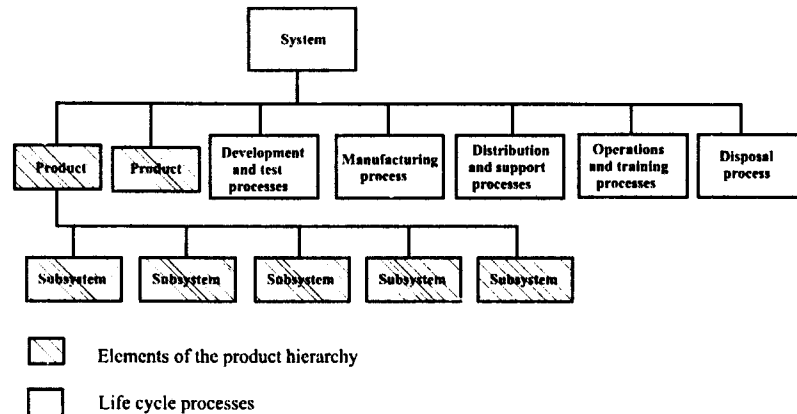 System
Product
Product
Development
and test
processes
Manufacturing
process
Distribution
and support
processes
Operations
and training
processes
Disposal
process
Subsystem
Subsystem
Subsystem
Subsystem
Subsystem
Elements of the product hierarchy
Life cycle processes